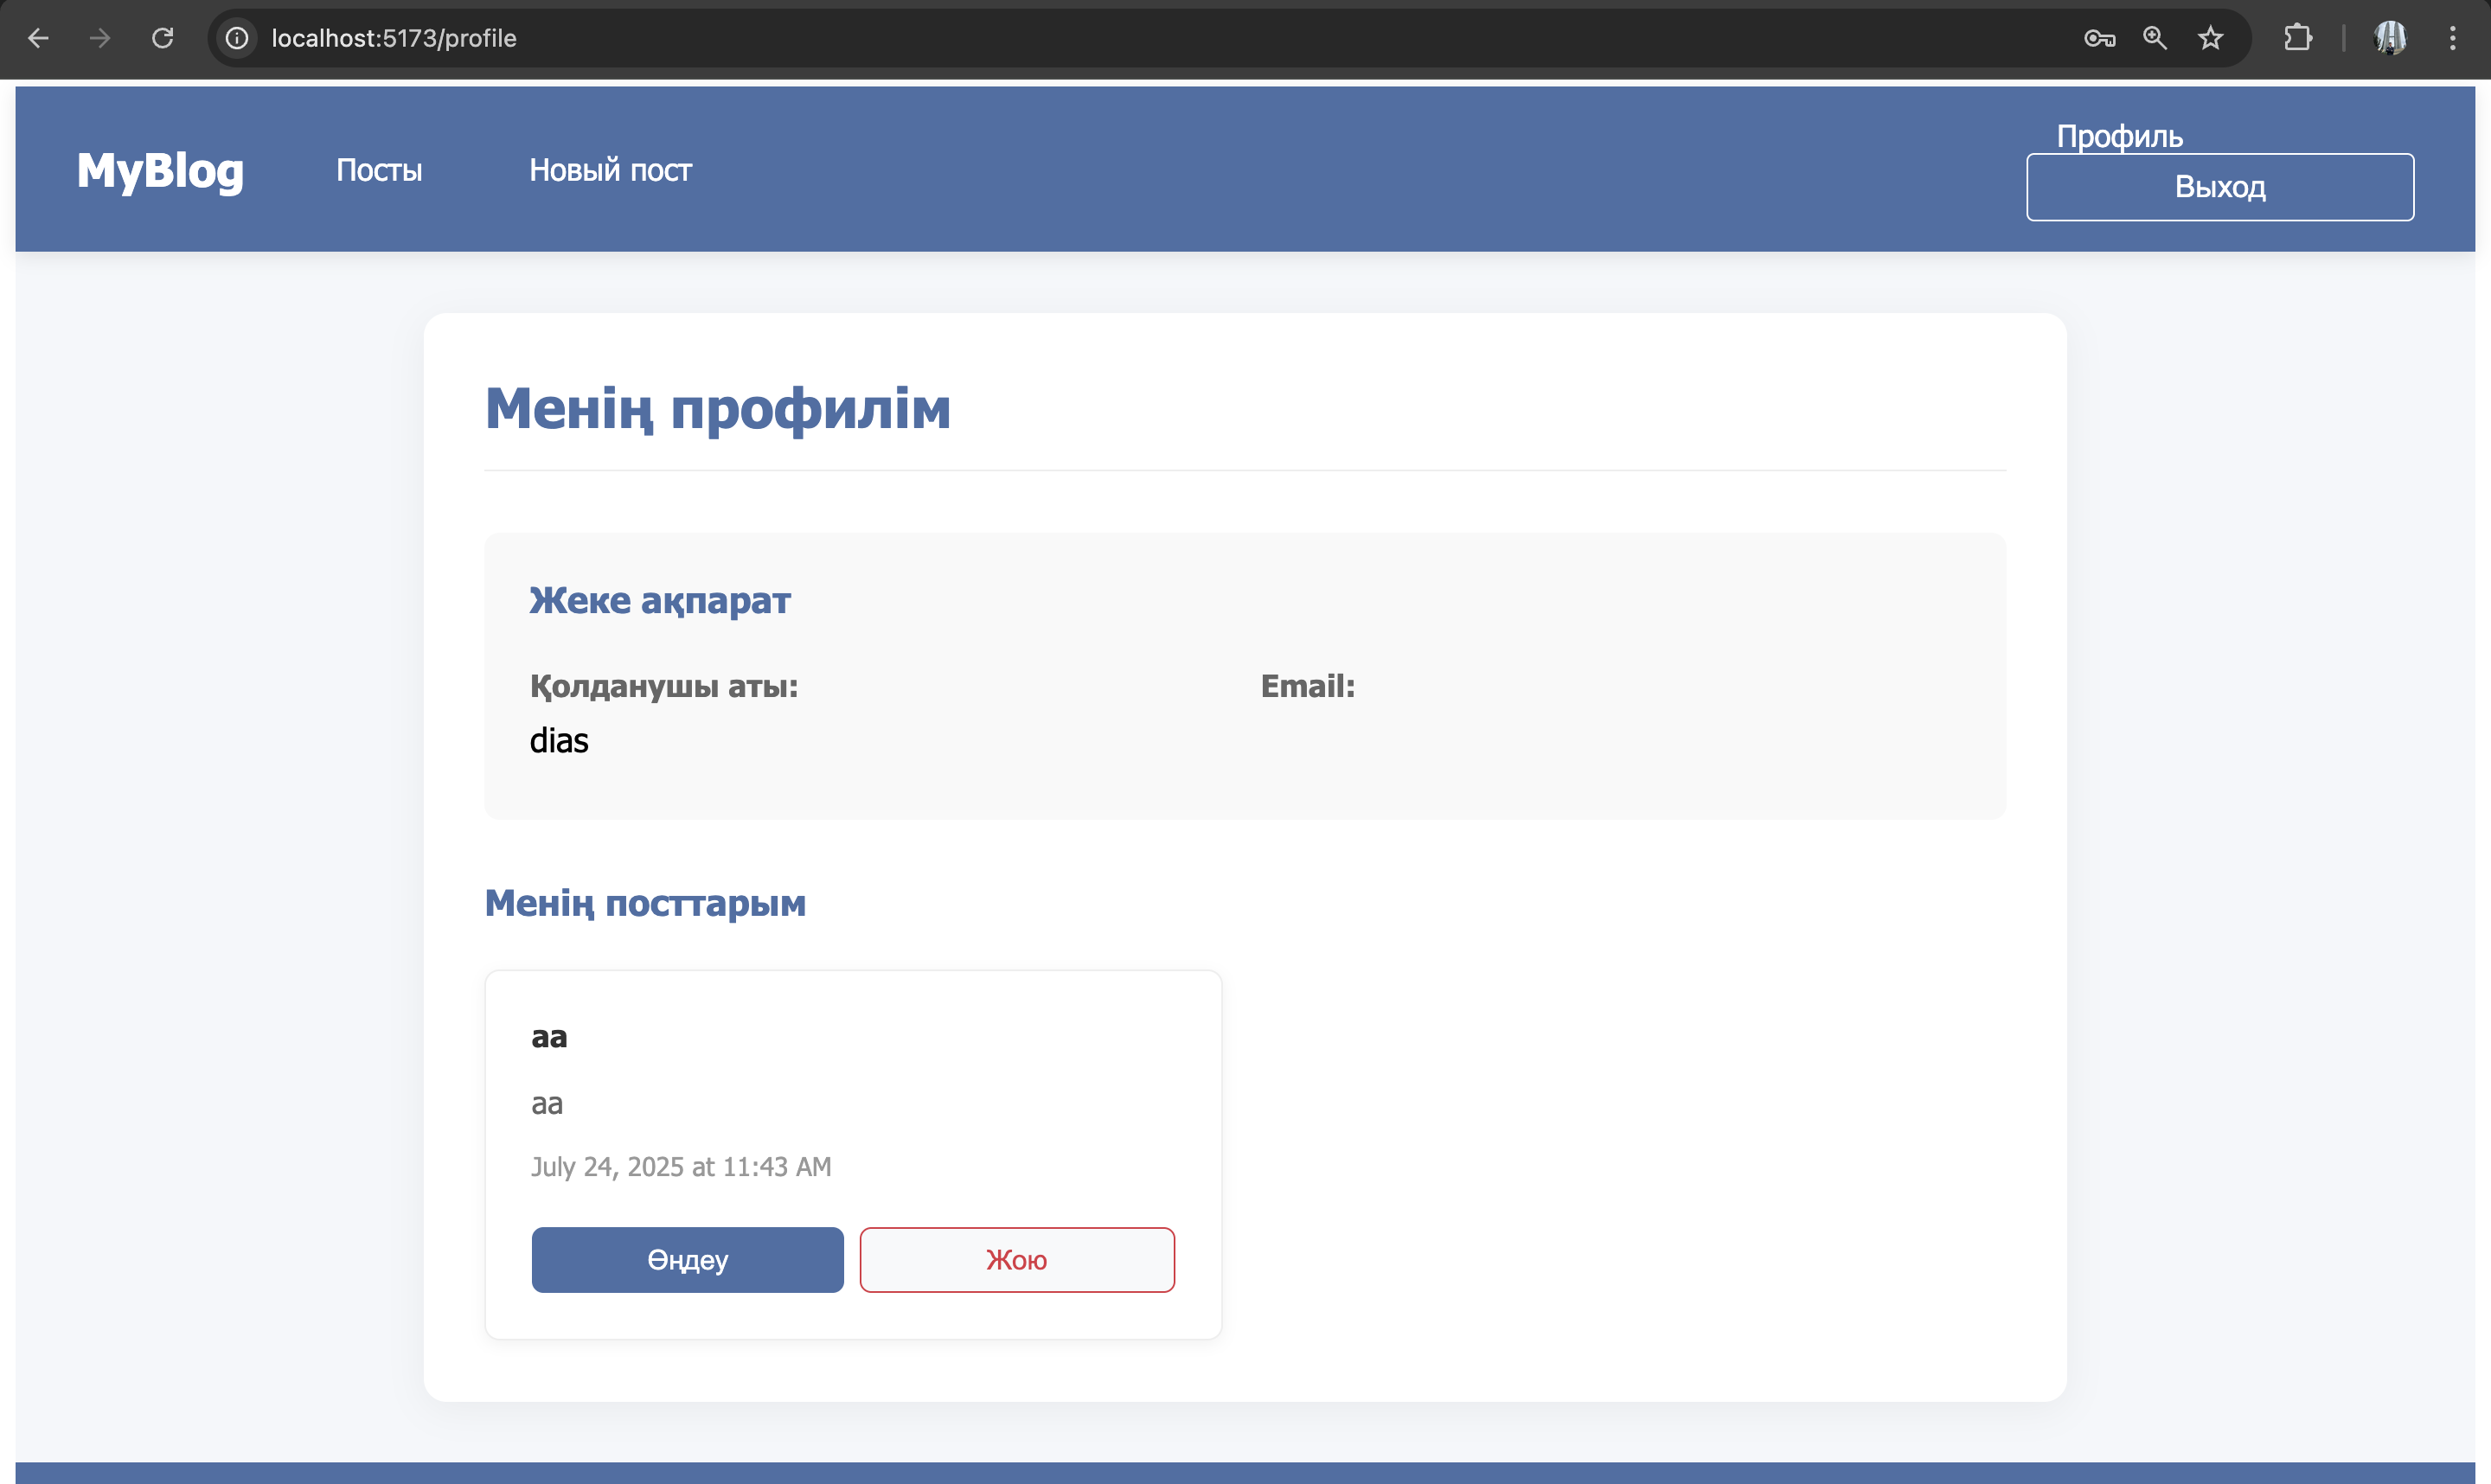 localhost:5173/profile
MyBlog
Посты
Новый пост
Профиль
Выход
Менің профилім
Жеке ақпарат
Қолданушы аты:
dias
Email:
Менің посттарым
aa
aa
July 24, 2025 at 11:43 AM
Өңдеу
Жою